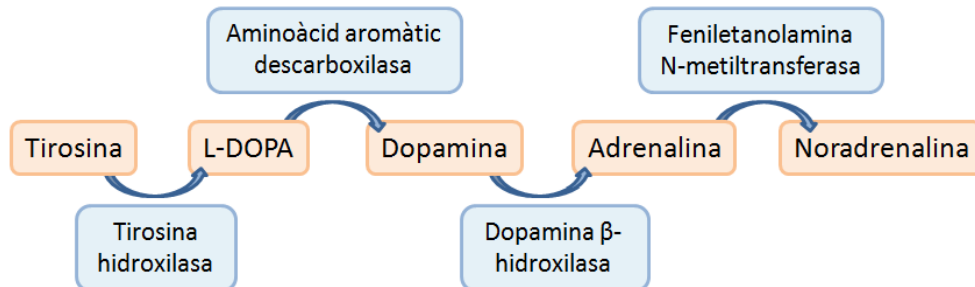 Aminoàcid aromàtic
descarboxilasa
Feniletanolamina
N-metiltransferasa
Tirosina
L-DOPA
Dopamina
Adrenalina
Noradrenalina
Tirosina
hidroxilasa
Dopamina β-
hidroxilasa